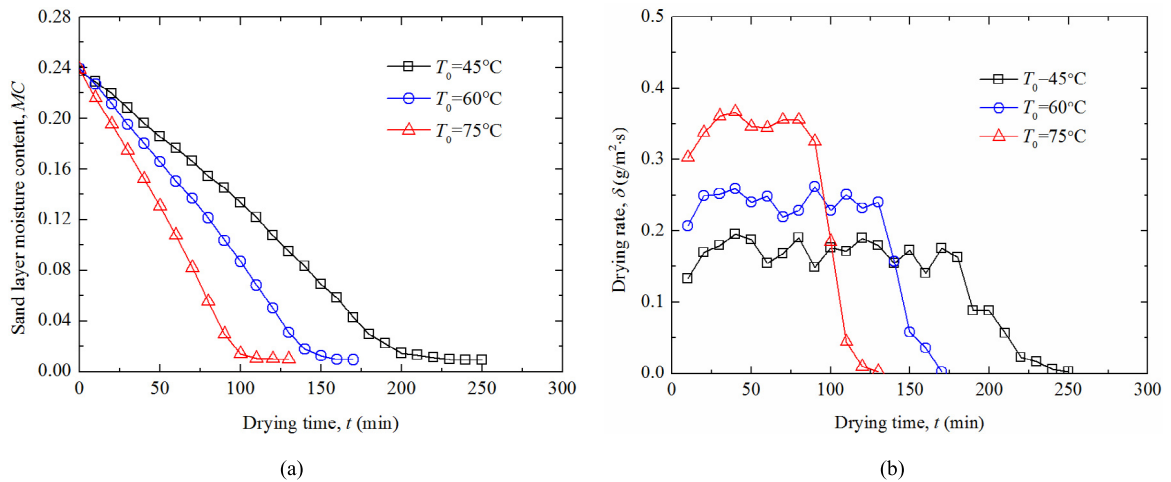 0.28
0.24
0.20
0.16
0.12
0.08
0.04
0.00
Sand layer moisture content, MC
T0=45°C
T0=60°C
T0=75°C
0 50 100 150 200 250 300
Drying time, t (min)
(a)
0.5
0.4
0.3
0.2
0.1
0.0
Drying rate, δ (g/m²·s)
T0−45°C
T0=60°C
T0=75°C
0 50 100 150 200 250 300
Drying time, t (min)
(b)